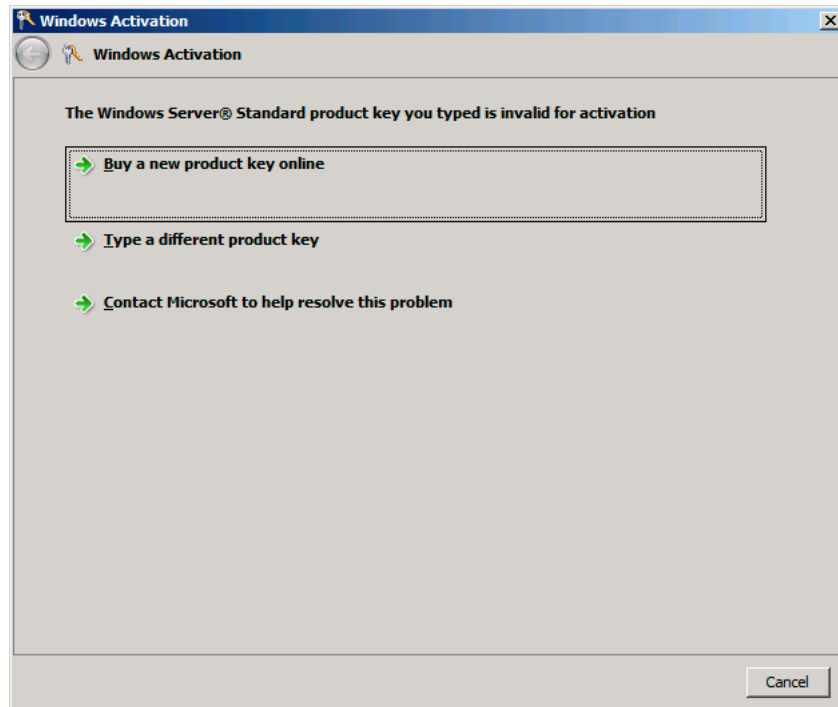 Windows Activation
Windows Activation
The Windows Server® Standard product key you typed is invalid for activation
Buy a new product key online
Type a different product key
Contact Microsoft to help resolve this problem
Cancel